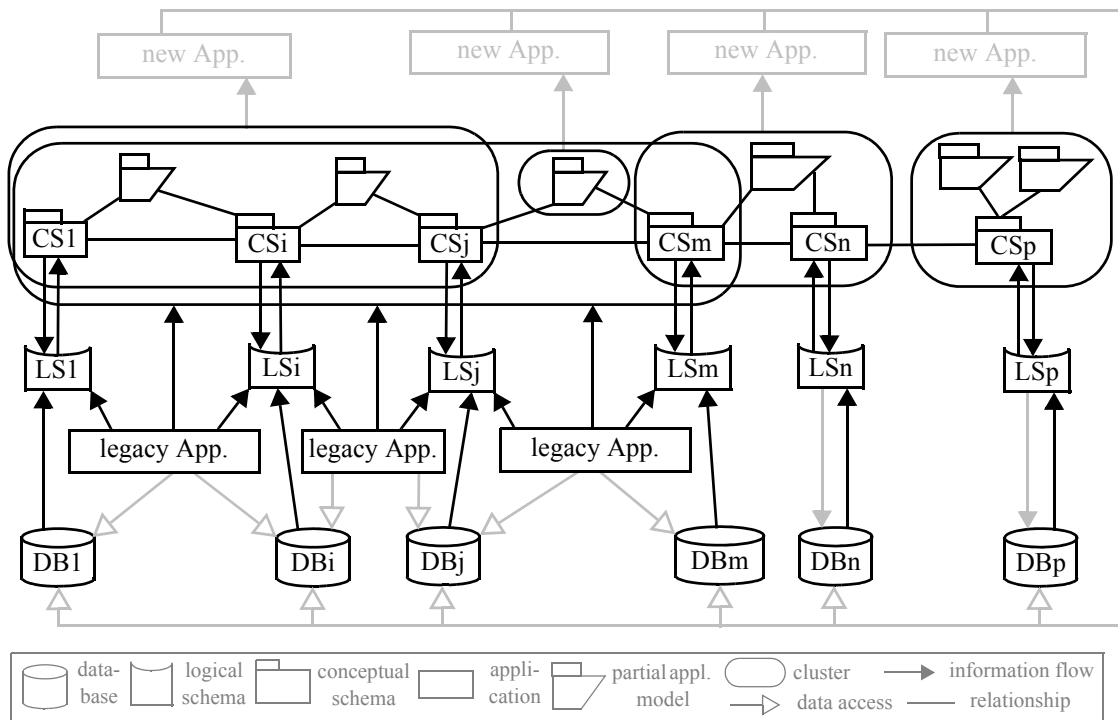 new App.
new App.
new App.
new App.
CS1
CSi
CSj
CSm
CSn
CSp
LS1
LSi
LSj
LSm
LSn
LSp
legacy App.
legacy App.
legacy App.
DB1
DBi
DBj
DBm
DBn
DBp
data-
base
logical
schema
conceptual
schema
appli-
cation
partial appl.
model
cluster
data access
information flow
relationship